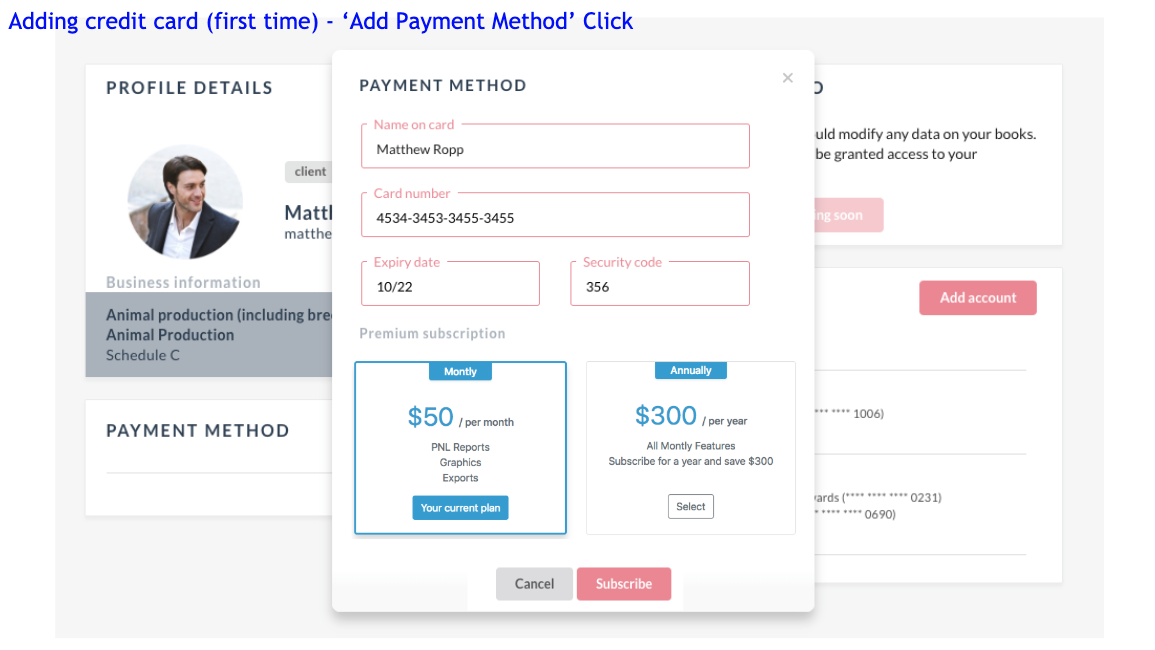 Adding credit card (first time) - ‘Add Payment Method’ Click
PROFILE DETAILS
client
Matt
matthe
Business information
Animal production (including bre
Animal Production
Schedule C
PAYMENT METHOD
PAYMENT METHOD
×
Name on card
Matthew Ropp
Card number
4534-3453-3455-3455
Expiry date
10/22
Security code
356
Premium subscription
Montly
$50 / per month
PNL Reports
Graphics
Exports
Your current plan
Annually
$300 / per year
All Montly Features
Subscribe for a year and save $300
Select
Cancel
Subscribe
O
uld modify any data on your books.
be granted access to your
ing soon
Add account
*** **** 1006)
ards (**** **** **** 0231)
* **** **** 0690)